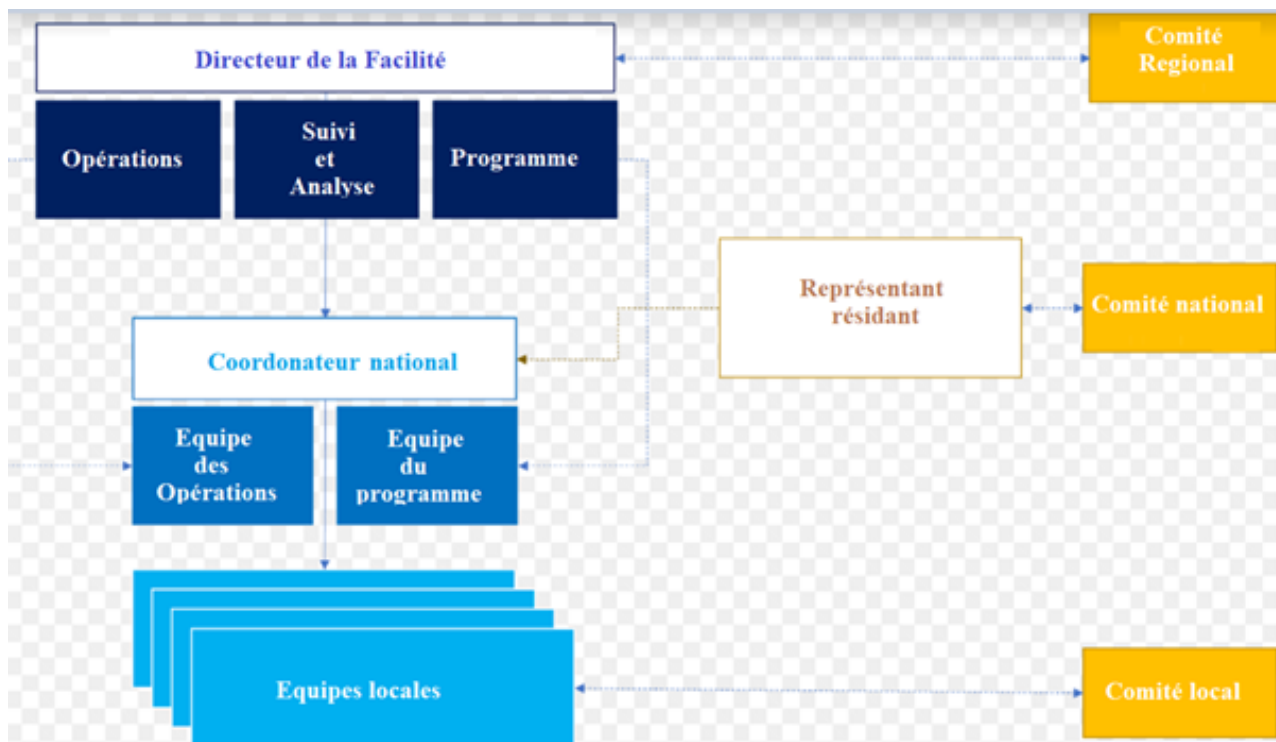 Directeur de la Facilité
Comité
Regional
Opérations
Suivi
et
Analyse
Programme
Représentant
résidant
Comité national
Coordonateur national
Equipe
des
Opérations
Equipe
du
programme
Equipes locales
Comité local